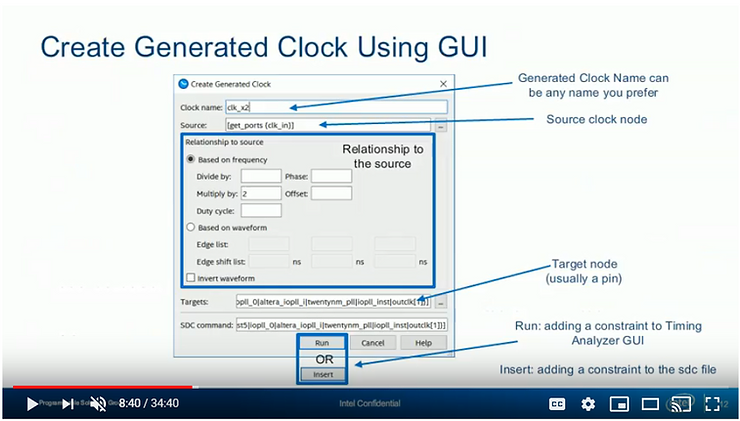 Create Generated Clock Using GUI
Create Generated Clock
Generated Clock Name can
be any name you prefer
Clock name: clk_x2
Source: [get_ports {clk_in}]
...
Source clock node
Relationship to source
Relationship to
the source
Based on frequency
Divide by: Phase:
Multiply by: 2 Offset:
Duty cycle:
Based on waveform
Edge list:
Edge shift list: ns ns ns
Invert waveform
Target node
(usually a pin)
Targets: opll_0|altera_iopll_i|twentynm_pll|iopll_inst|outclk[1]}]
...
SDC command: st5|iopll_0|altera_iopll_i|twentynm_pll|iopll_inst|outclk[1]}]
Run Cancel Help
OR
Insert
Run: adding a constraint to Timing
Analyzer GUI
Insert: adding a constraint to the sdc file
8:40 / 34:40
Intel Confidential
CC
12